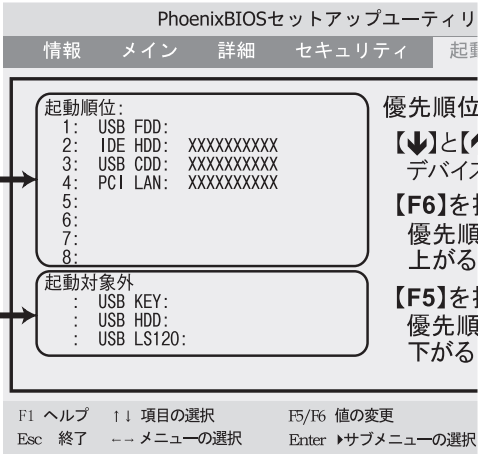 PhoenixBIOSセットアップユーティリ
情報 メイン 詳細 セキュリティ 起動
起動順位:
1: USB FDD:
2: IDE HDD: XXXXXXXXXX
3: USB CDD: XXXXXXXXXX
4: PCI LAN: XXXXXXXXXX
5:
6:
7:
8:
起動対象外
: USB KEY:
: USB HDD:
: USB LS120:
優先順位
【↓】と【↑
デバイス
【F6】を押
優先順
上がる
【F5】を押
優先順
下がる
F1 ヘルプ ↑↓ 項目の選択 F5/F6 値の変更
Esc 終了 ←→ メニューの選択 Enter ▶サブメニューの選択